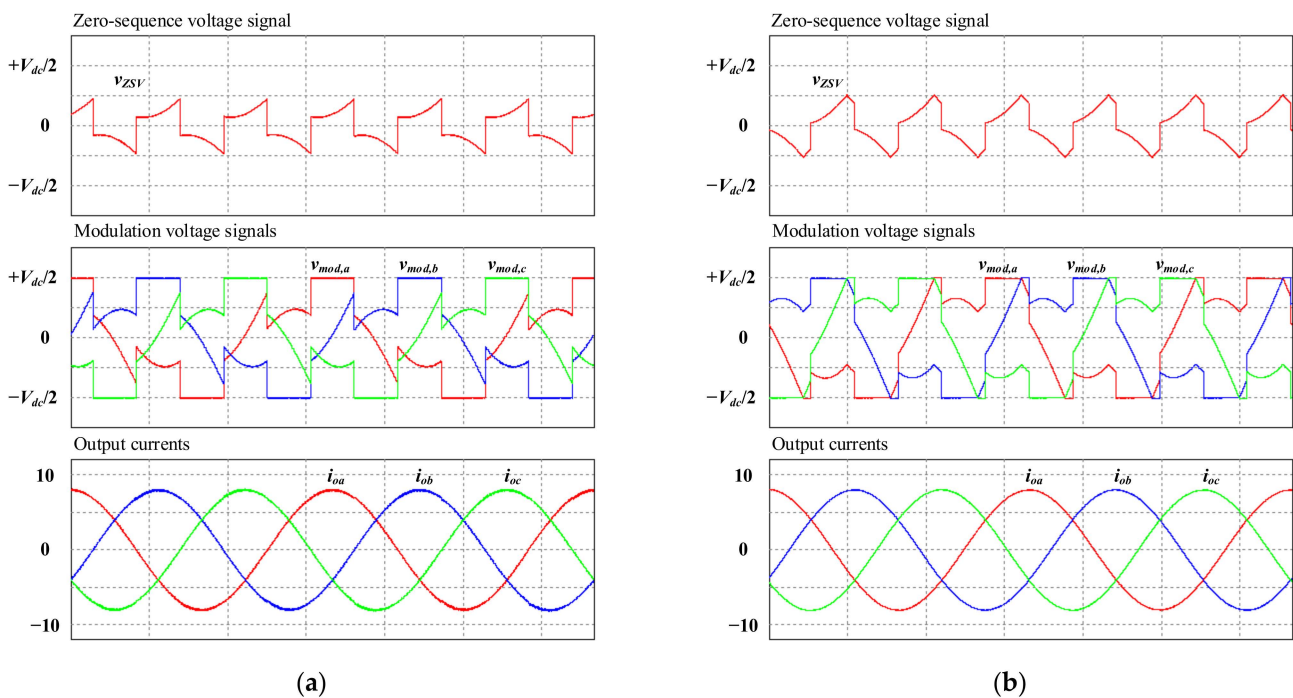 Zero-sequence voltage signal
+Vdc/2
vZSV
0
−Vdc/2
Modulation voltage signals
+Vdc/2
vmod,a vmod,b vmod,c
0
−Vdc/2
Output currents
10
ioa iob ioc
0
−10
(a)
Zero-sequence voltage signal
+Vdc/2
vZSV
0
−Vdc/2
Modulation voltage signals
+Vdc/2
vmod,a vmod,b vmod,c
0
−Vdc/2
Output currents
10
ioa iob ioc
0
−10
(b)